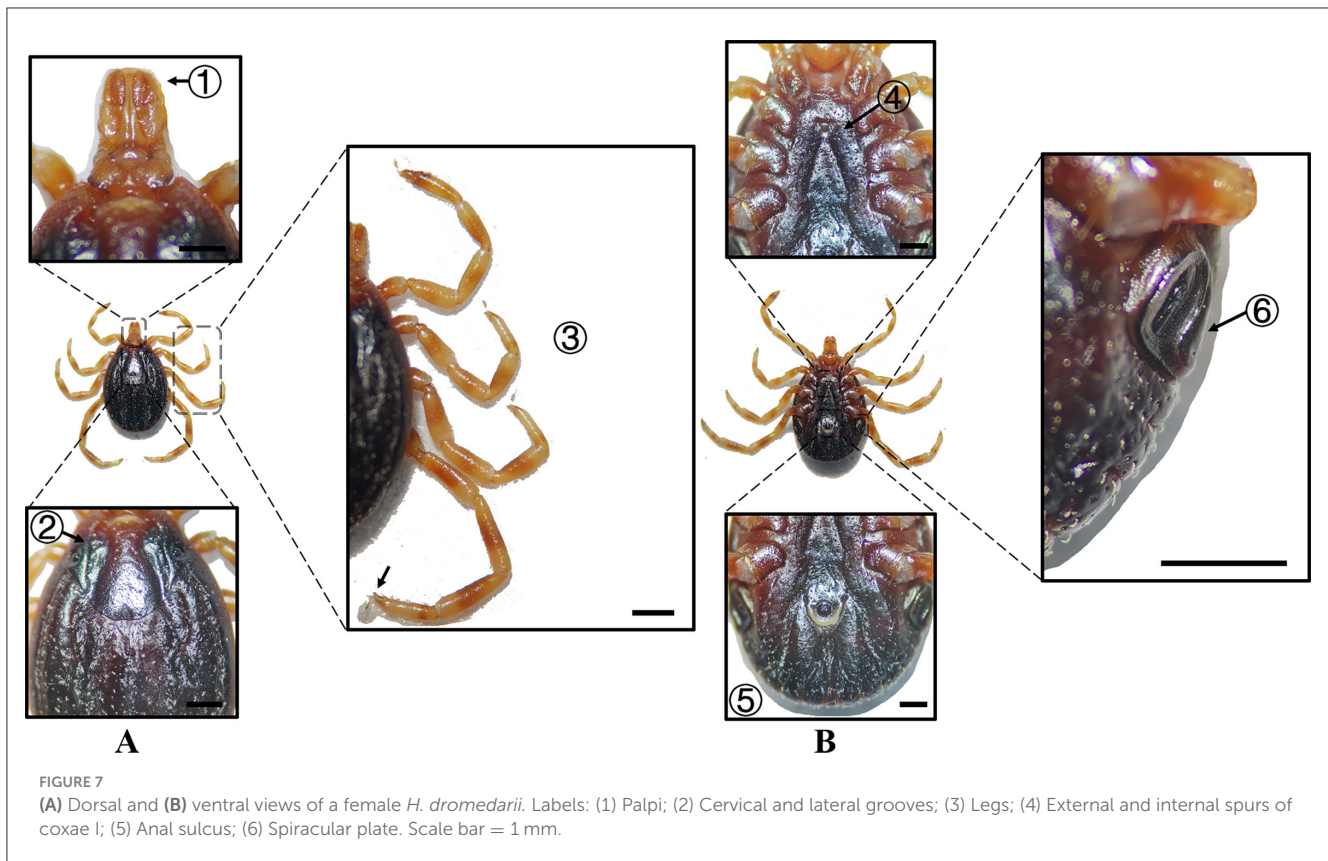 ①
②
③
A
④
⑤
⑥
B
FIGURE 7
(A) Dorsal and (B) ventral views of a female H. dromedarii. Labels: (1) Palpi; (2) Cervical and lateral grooves; (3) Legs; (4) External and internal spurs of
coxae I; (5) Anal sulcus; (6) Spiracular plate. Scale bar = 1 mm.